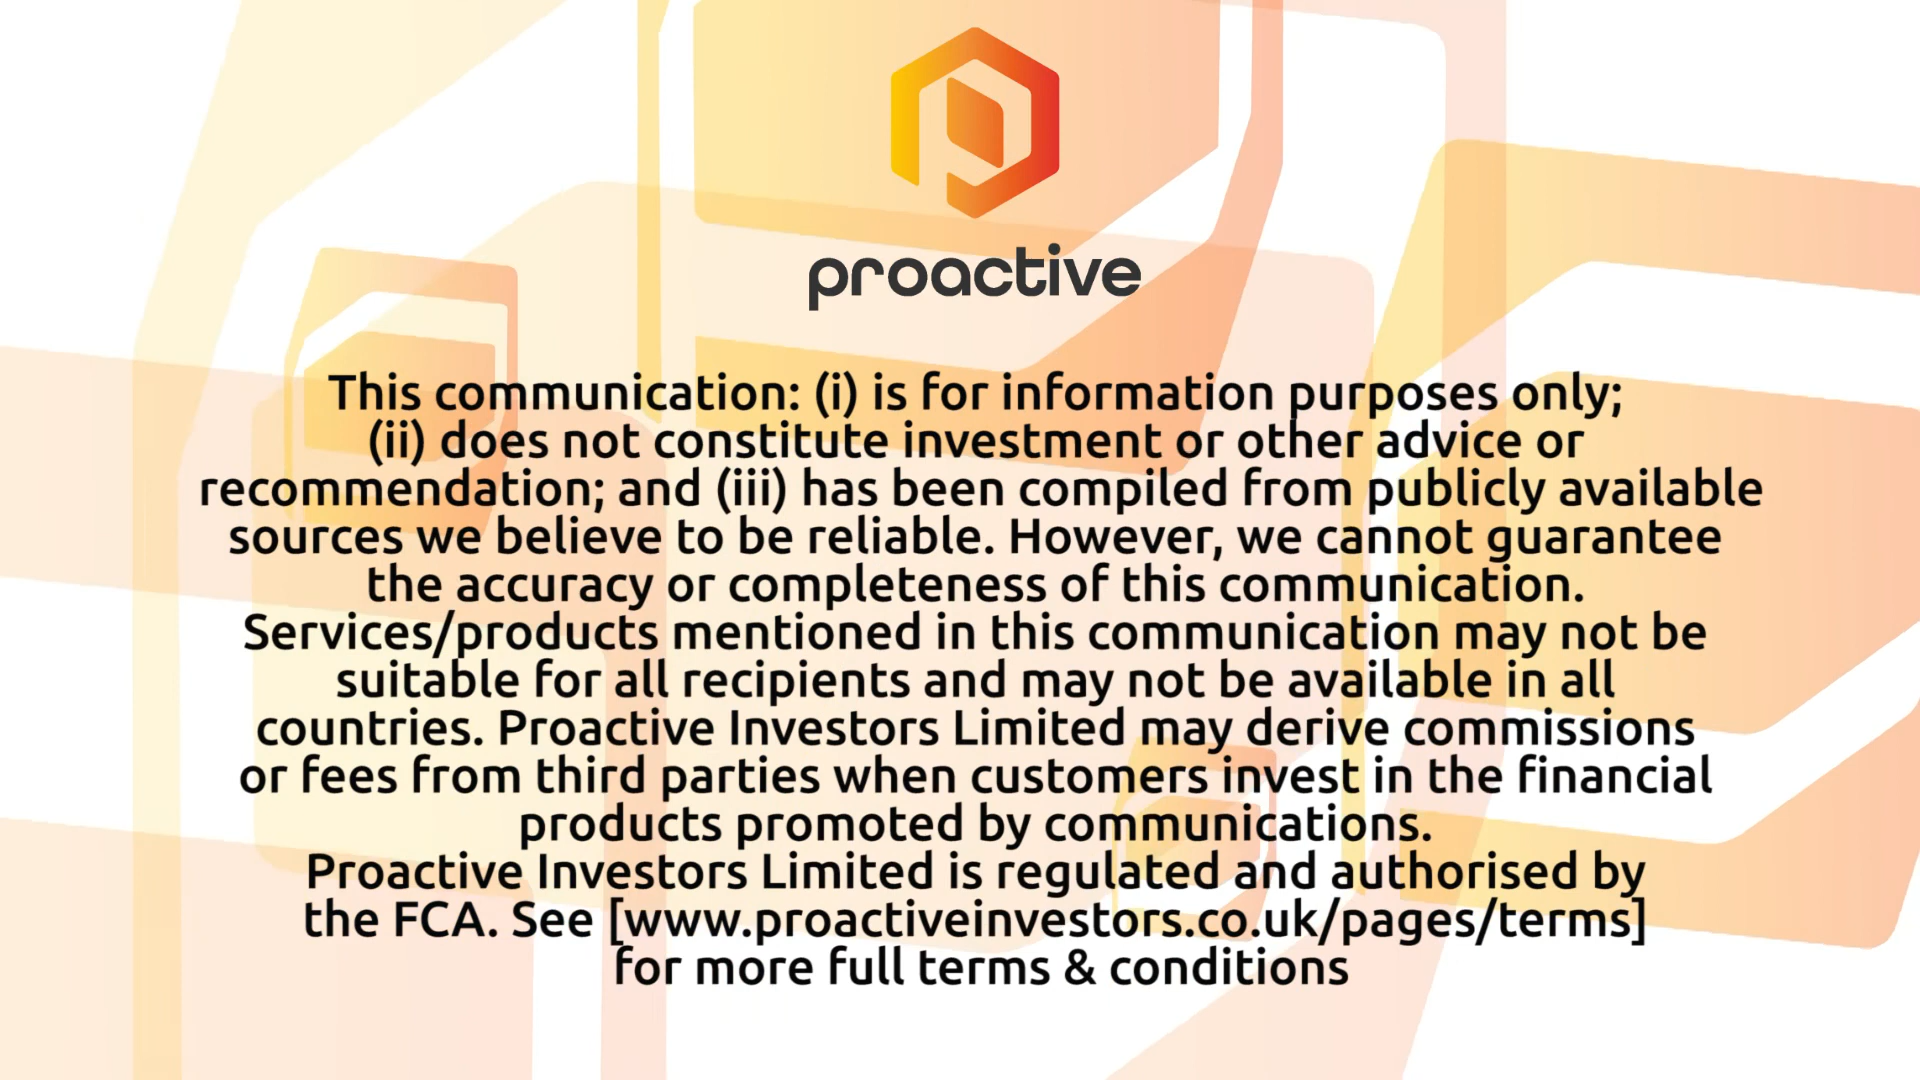 proactive
This communication: (i) is for information purposes only;
(ii) does not constitute investment or other advice or
recommendation; and (iii) has been compiled from publicly available
sources we believe to be reliable. However, we cannot guarantee
the accuracy or completeness of this communication.
Services/products mentioned in this communication may not be
suitable for all recipients and may not be available in all
countries. Proactive Investors Limited may derive commissions
or fees from third parties when customers invest in the financial
products promoted by communications.
Proactive Investors Limited is regulated and authorised by
the FCA. See [www.proactiveinvestors.co.uk/pages/terms]
for more full terms & conditions